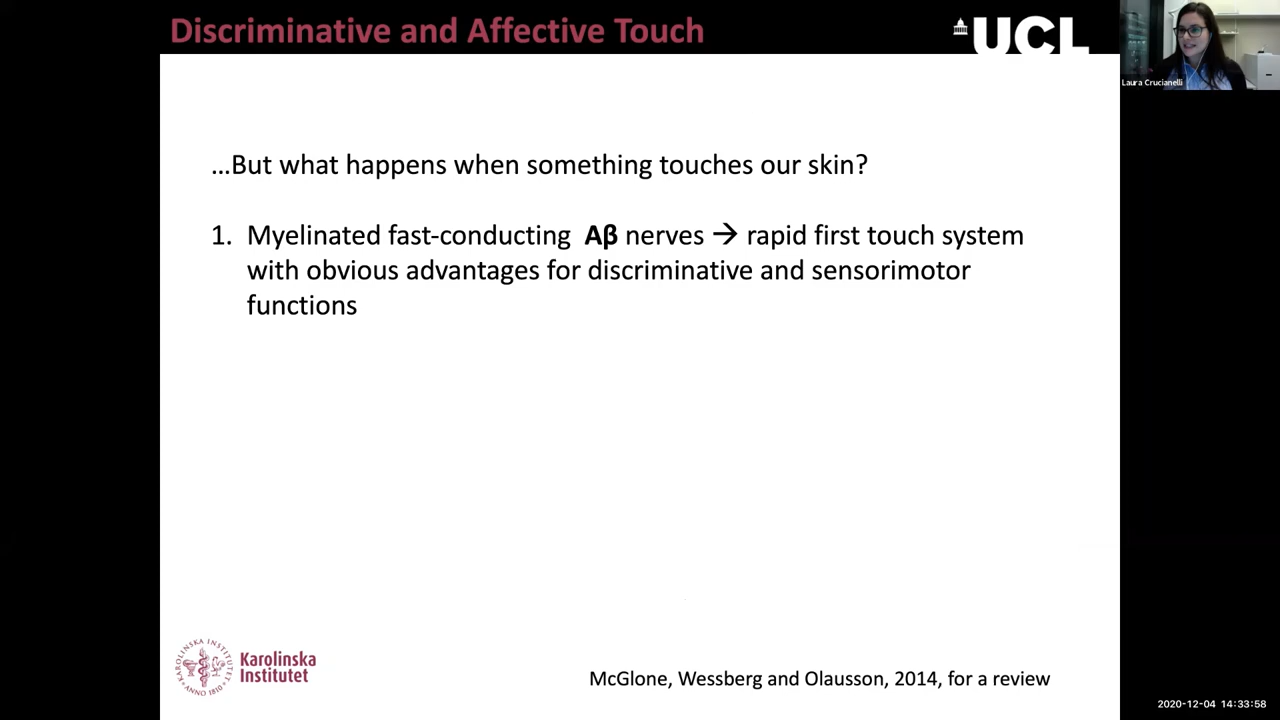 Discriminative and Affective Touch
UCL
Laura Crucianelli
...But what happens when something touches our skin?
1. Myelinated fast-conducting Aβ nerves → rapid first touch system
with obvious advantages for discriminative and sensorimotor
functions
KAROLINSKA INSTITUTET
ANNO 1810
Karolinska
Institutet
McGlone, Wessberg and Olausson, 2014, for a review
2020-12-04 14:33:58